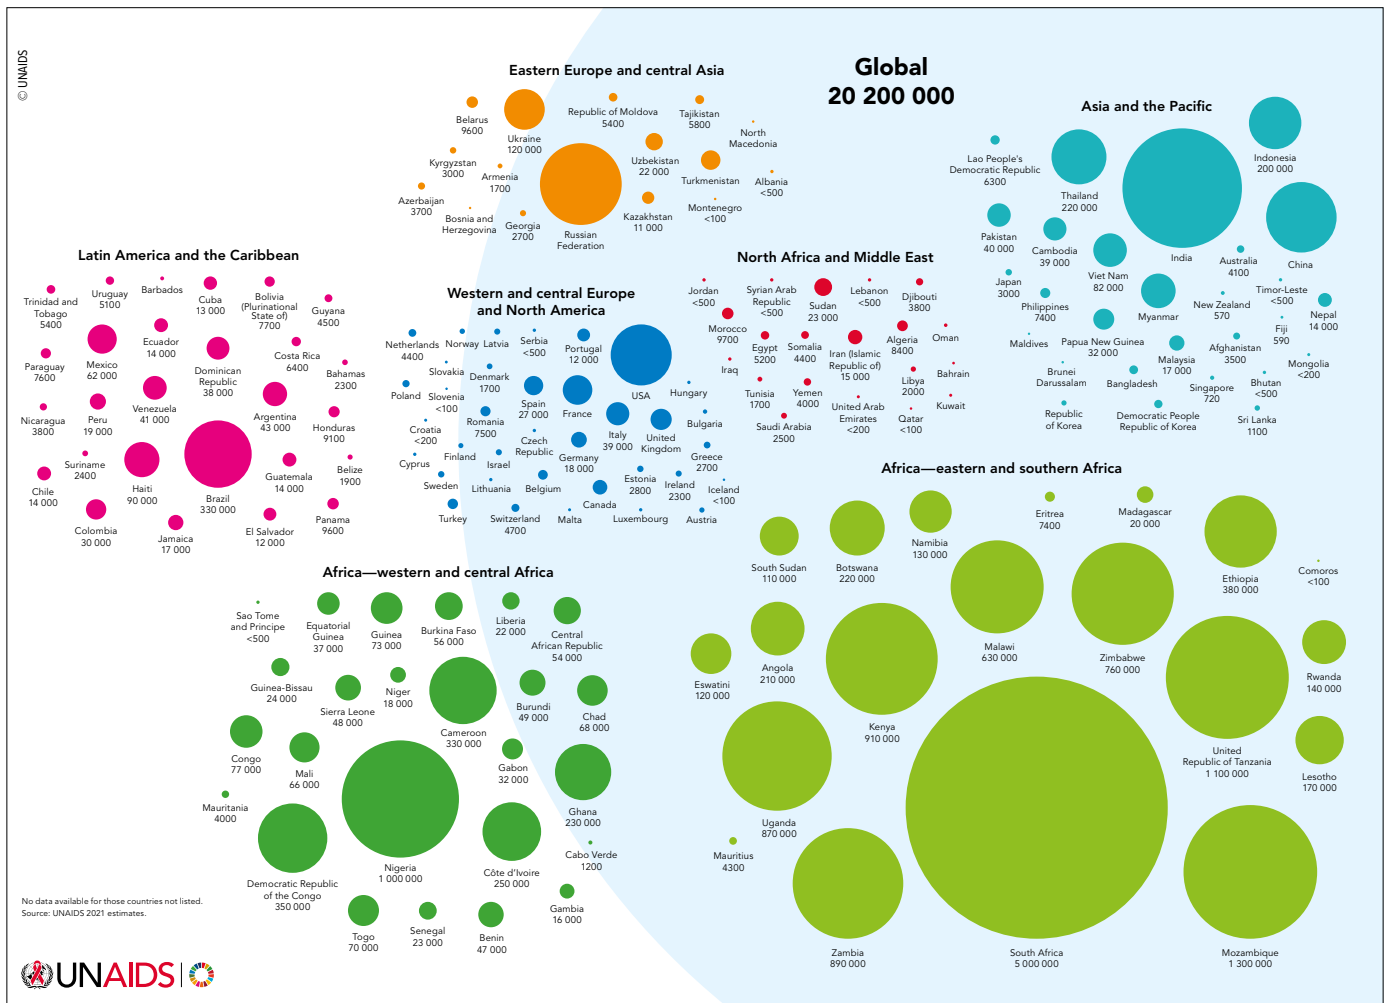 © UNAIDS
Global
20 200 000
Eastern Europe and central Asia
Belarus
9600
Ukraine
120 000
Republic of Moldova
5400
Tajikistan
5800
North
Macedonia
Kyrgyzstan
3000
Armenia
1700
Uzbekistan
22 000
Turkmenistan
Albania
<500
Azerbaijan
3700
Bosnia and
Herzegovina
Georgia
2700
Russian
Federation
Kazakhstan
11 000
Montenegro
<100
Asia and the Pacific
Lao People's
Democratic Republic
6300
Thailand
220 000
India
Indonesia
200 000
Pakistan
40 000
Cambodia
39 000
Viet Nam
82 000
Australia
4100
China
Japan
3000
Philippines
7400
Myanmar
New Zealand
570
Timor-Leste
<500
Nepal
14 000
Maldives
Papua New Guinea
32 000
Malaysia
17 000
Afghanistan
3500
Fiji
590
Mongolia
<200
Brunei
Darussalam
Bangladesh
Singapore
720
Bhutan
<500
Republic
of Korea
Democratic People
Republic of Korea
Sri Lanka
1100
Latin America and the Caribbean
Trinidad and
Tobago
5400
Uruguay
5100
Barbados
Cuba
13 000
Bolivia
(Plurinational
State of)
7700
Guyana
4500
Paraguay
7600
Mexico
62 000
Ecuador
14 000
Dominican
Republic
38 000
Costa Rica
6400
Bahamas
2300
Nicaragua
3800
Peru
19 000
Venezuela
41 000
Argentina
43 000
Honduras
9100
Chile
14 000
Suriname
2400
Haiti
90 000
Brazil
330 000
Guatemala
14 000
Belize
1900
Colombia
30 000
Jamaica
17 000
El Salvador
12 000
Panama
9600
Western and central Europe
and North America
Netherlands
4400
Norway
Latvia
Serbia
<500
Portugal
12 000
USA
Slovakia
Denmark
1700
Hungary
Poland
Slovenia
<100
Spain
27 000
France
Croatia
<200
Romania
7500
Italy
39 000
United
Kingdom
Bulgaria
Cyprus
Finland
Czech
Republic
Israel
Germany
18 000
Greece
2700
Sweden
Lithuania
Belgium
Canada
Estonia
2800
Ireland
2300
Iceland
<100
Turkey
Switzerland
4700
Malta
Luxembourg
Austria
North Africa and Middle East
Jordan
<500
Syrian Arab
Republic
<500
Sudan
23 000
Lebanon
<500
Djibouti
3800
Morocco
9700
Egypt
5200
Somalia
4400
Iran (Islamic
Republic of)
15 000
Algeria
8400
Oman
Iraq
Tunisia
1700
Yemen
4000
Libya
2000
Bahrain
Saudi Arabia
2500
United Arab
Emirates
<200
Qatar
<100
Kuwait
Africa—western and central Africa
Sao Tome
and Principe
<500
Equatorial
Guinea
37 000
Guinea
73 000
Burkina Faso
56 000
Liberia
22 000
Central
African Republic
54 000
Guinea-Bissau
24 000
Sierra Leone
48 000
Niger
18 000
Cameroon
330 000
Burundi
49 000
Chad
68 000
Congo
77 000
Mali
66 000
Gabon
32 000
Ghana
230 000
Mauritania
4000
Democratic Republic
of the Congo
350 000
Nigeria
1 000 000
Côte d'Ivoire
250 000
Cabo Verde
1200
Togo
70 000
Senegal
23 000
Benin
47 000
Gambia
16 000
Africa—eastern and southern Africa
South Sudan
110 000
Botswana
220 000
Namibia
130 000
Eritrea
7400
Madagascar
20 000
Ethiopia
380 000
Comoros
<100
Eswatini
120 000
Angola
210 000
Kenya
910 000
Malawi
630 000
Zimbabwe
760 000
United
Republic of Tanzania
1 100 000
Rwanda
140 000
Lesotho
170 000
Uganda
870 000
Mauritius
4300
Zambia
890 000
South Africa
5 000 000
Mozambique
1 300 000
No data available for those countries not listed.
Source: UNAIDS 2021 estimates.
UNAIDS